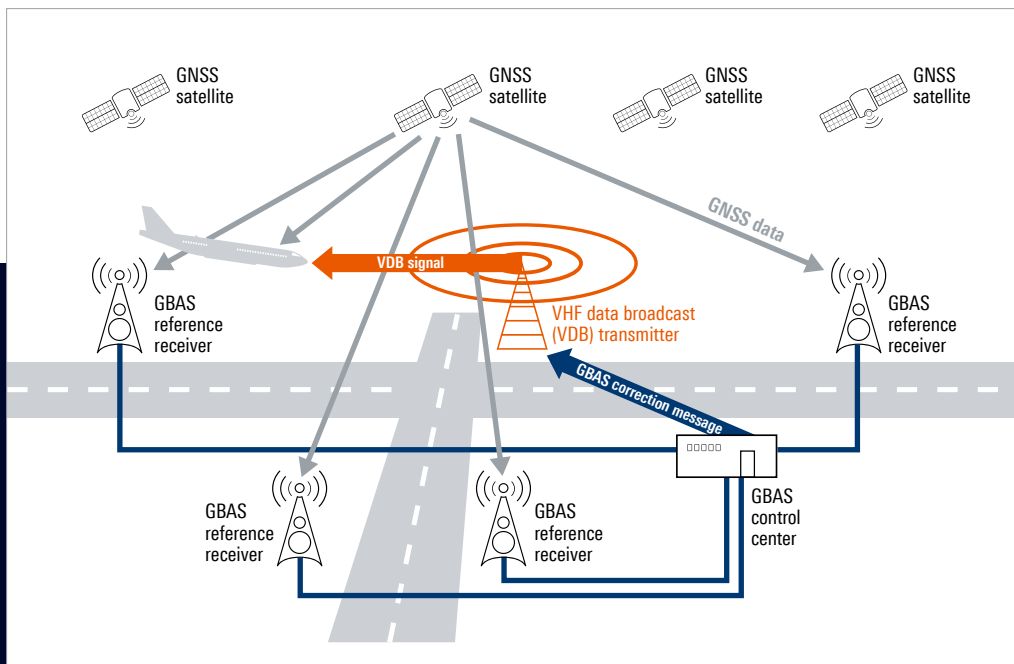 GNSS
satellite
GNSS
satellite
GNSS
satellite
GNSS
satellite
GNSS data
VDB signal
GBAS
reference
receiver
VHF data broadcast
(VDB) transmitter
GBAS
reference
receiver
GBAS correction message
GBAS
reference
receiver
GBAS
reference
receiver
GBAS
control
center